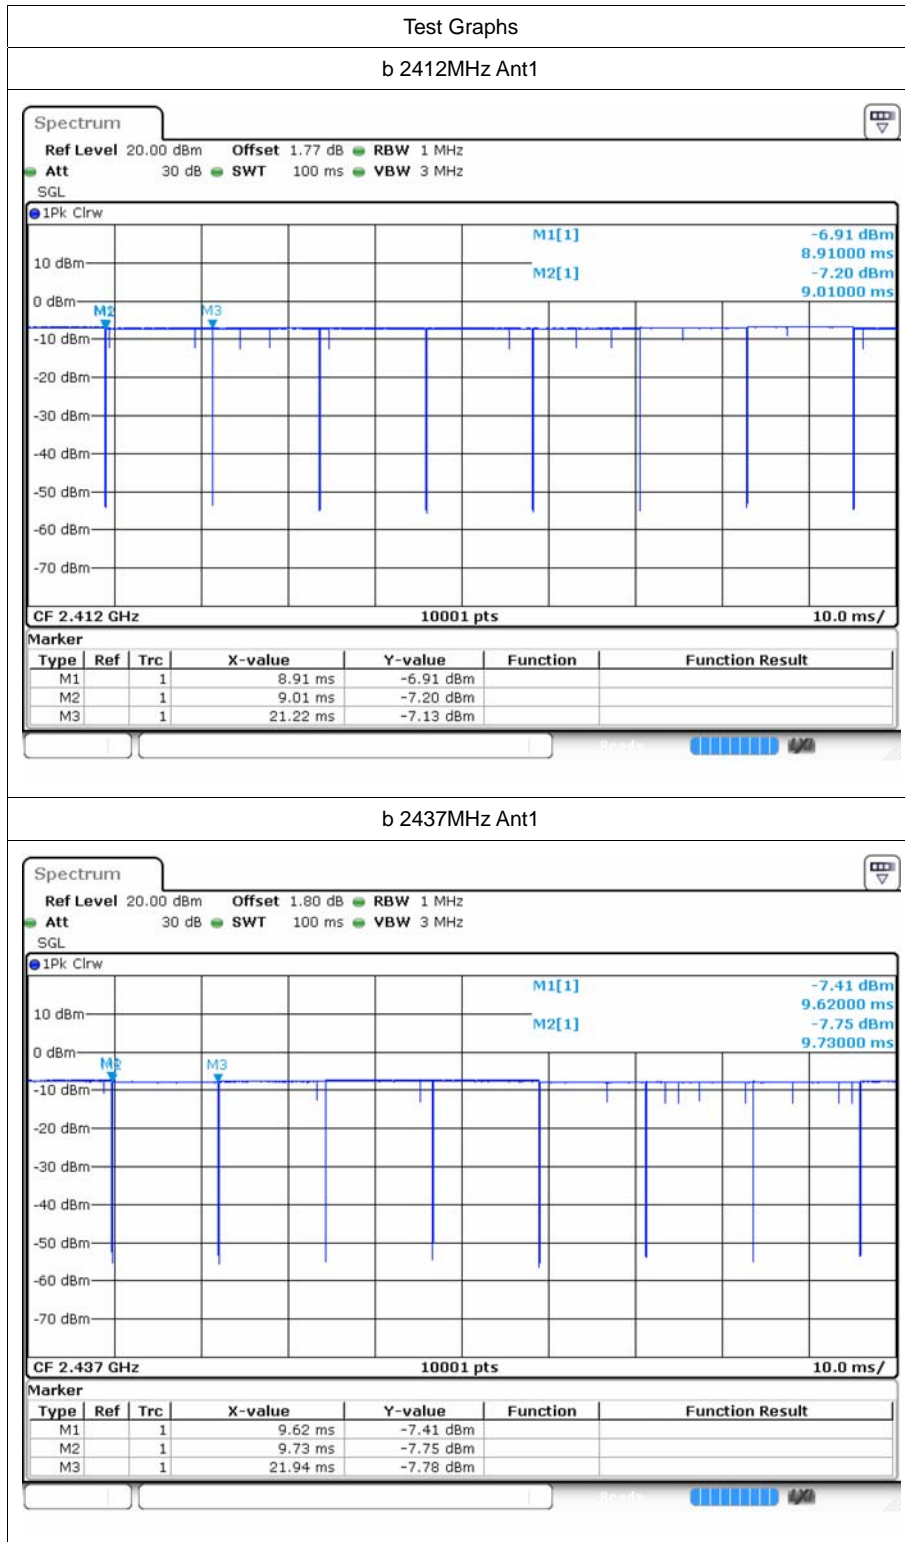 Test Graphs
b 2412MHz Ant1
Spectrum
Ref Level 20.00 dBm Offset 1.77 dB RBW 1 MHz
Att 30 dB SWT 100 ms VBW 3 MHz
SGL
1Pk Clrw
M1[1] -6.91 dBm
8.91000 ms
10 dBm
M2[1] -7.20 dBm
9.01000 ms
0 dBm
M2 M3
-10 dBm
-20 dBm
-30 dBm
-40 dBm
-50 dBm
-60 dBm
-70 dBm
CF 2.412 GHz 10001 pts 10.0 ms/
Marker
Type Ref Trc X-value Y-value Function Function Result
M1 1 8.91 ms -6.91 dBm
M2 1 9.01 ms -7.20 dBm
M3 1 21.22 ms -7.13 dBm
Ready
b 2437MHz Ant1
Spectrum
Ref Level 20.00 dBm Offset 1.80 dB RBW 1 MHz
Att 30 dB SWT 100 ms VBW 3 MHz
SGL
1Pk Clrw
M1[1] -7.41 dBm
9.62000 ms
10 dBm
M2[1] -7.75 dBm
9.73000 ms
0 dBm
M2 M3
-10 dBm
-20 dBm
-30 dBm
-40 dBm
-50 dBm
-60 dBm
-70 dBm
CF 2.437 GHz 10001 pts 10.0 ms/
Marker
Type Ref Trc X-value Y-value Function Function Result
M1 1 9.62 ms -7.41 dBm
M2 1 9.73 ms -7.75 dBm
M3 1 21.94 ms -7.78 dBm
Ready